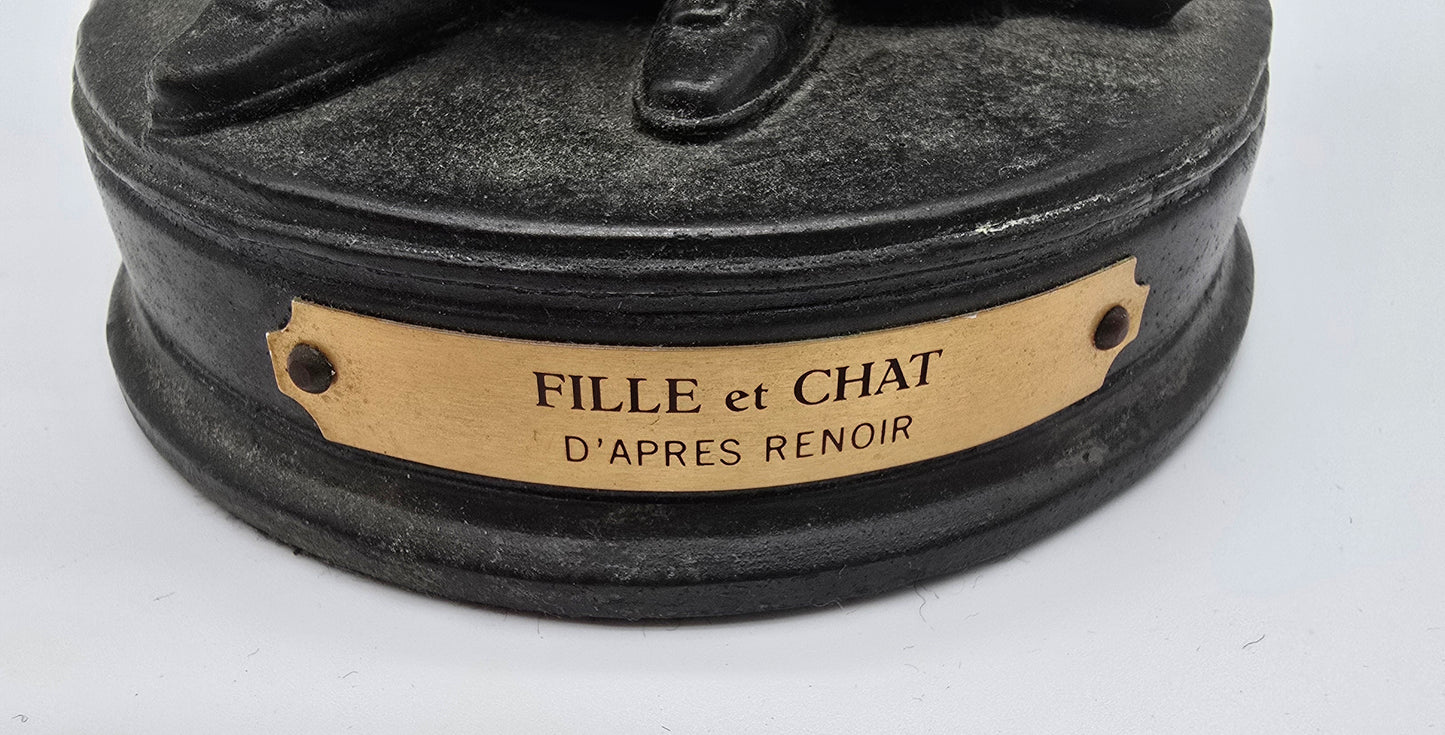 FILLE et CHAT
D'APRES RENOIR